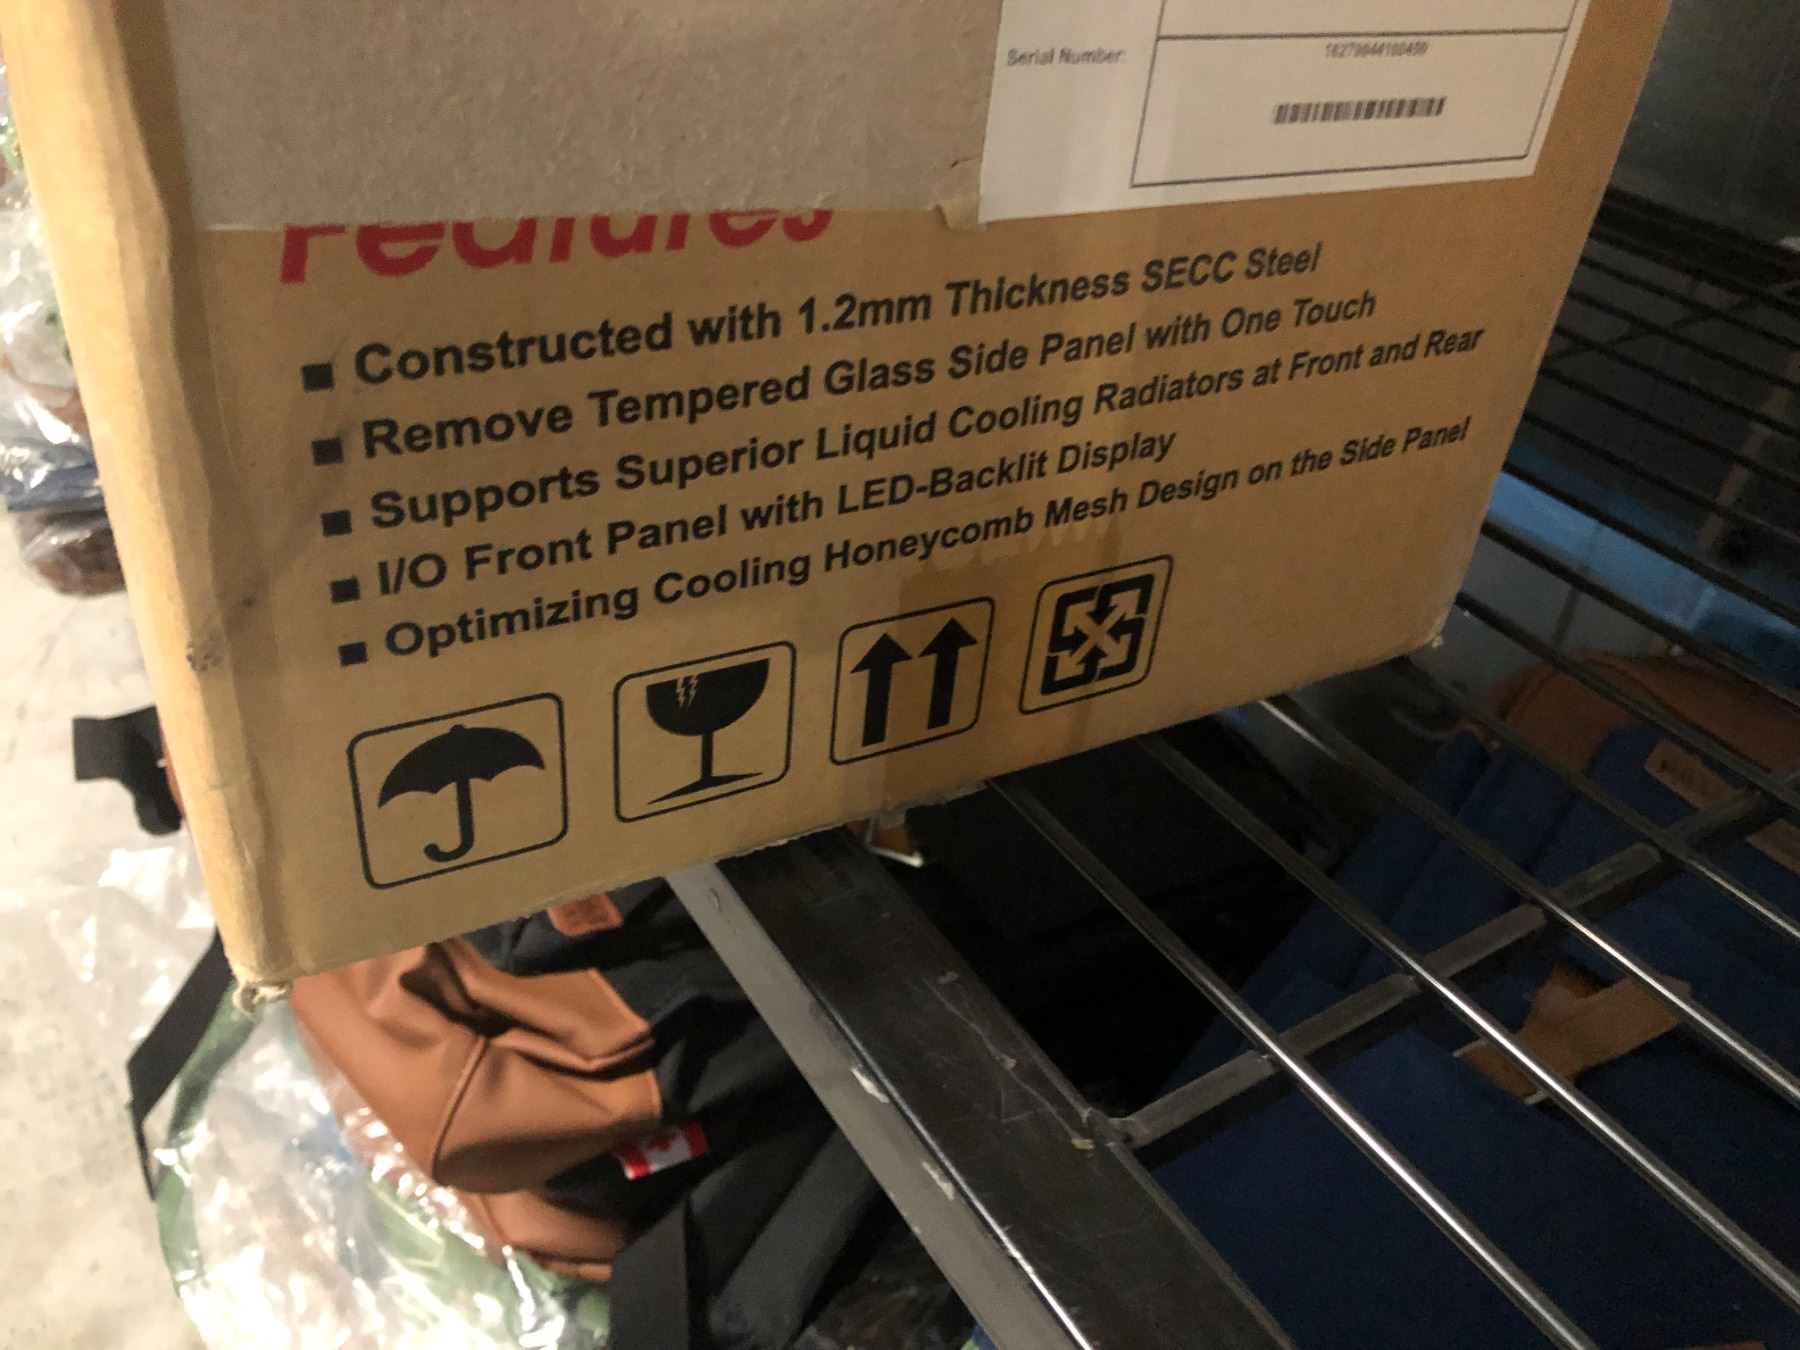 Serial Number:
Features
■ Constructed with 1.2mm Thickness SECC Steel
■ Remove Tempered Glass Side Panel with One Touch
■ Supports Superior Liquid Cooling Radiators at Front and Rear
■ I/O Front Panel with LED-Backlit Display
■ Optimizing Cooling Honeycomb Mesh Design on the Side Panel